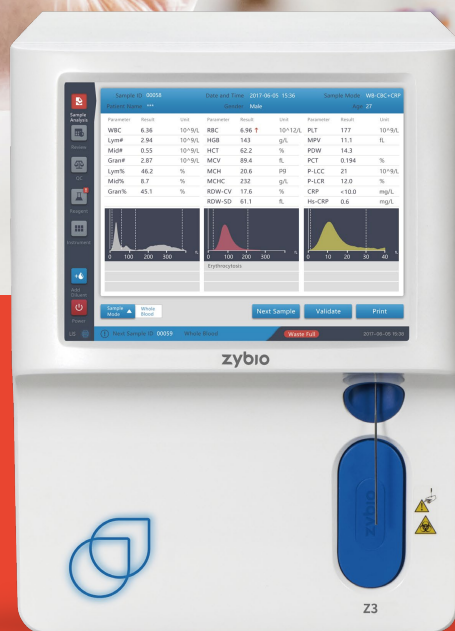 Sample ID 00058 Date and Time 2017-06-05 15:36 Sample Mode WB-CBC+CRP
Patient Name *** Gender Male Age 27
Parameter Result Unit Parameter Result Unit Parameter Result Unit
WBC 6.36 10^9/L RBC 6.96 ↑ 10^12/L PLT 177 10^9/L
Lym# 2.94 10^9/L HGB 143 g/L MPV 11.1 fL
Mid# 0.55 10^9/L HCT 62.2 % PDW 14.3
Gran# 2.87 10^9/L MCV 89.4 fL PCT 0.194 %
Lym% 46.2 % MCH 20.6 pg P-LCC 21 10^9/L
Mid% 8.7 % MCHC 232 g/L P-LCR 12.0 %
Gran% 45.1 % RDW-CV 17.6 % CRP <10.0 mg/L
RDW-SD 61.1 fL Hs-CRP 0.6 mg/L
Sample
Analysis
Review
QC
Reagent
Instrument
Add
Diluent
Power
0 100 200 300
0 100 200 300 fL
0 10 20 30 40 fL
Erythrocytosis
Sample
Mode
Whole
Blood
Next Sample Validate Print
Next Sample ID 00059 Whole Blood Waste Full 2017-06-05 15:36
zybio
zybio
Z3